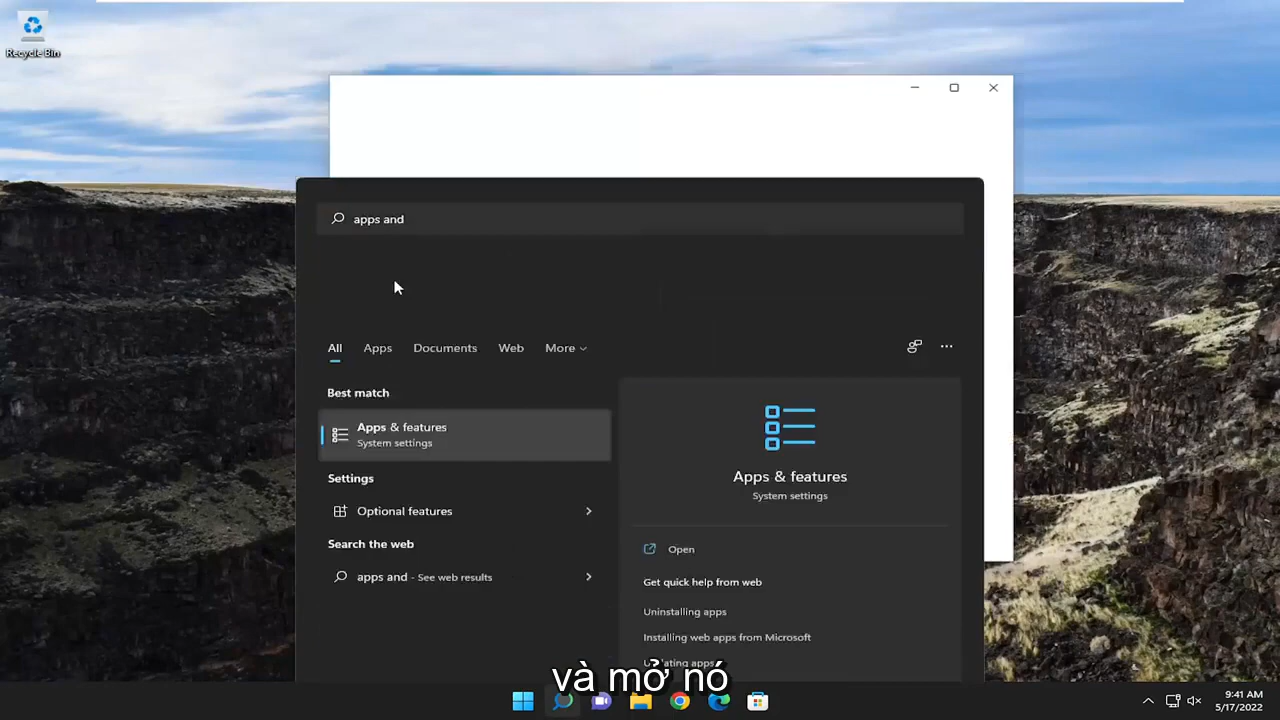 Recycle Bin
apps and
All
Apps
Documents
Web
More
Best match
Apps & features
System settings
Settings
Optional features
Search the web
apps and - See web results
Apps & features
System settings
Open
Get quick help from web
Uninstalling apps
Installing web apps from Microsoft
Updating apps
và mở nó
9:41 AM
5/17/2022